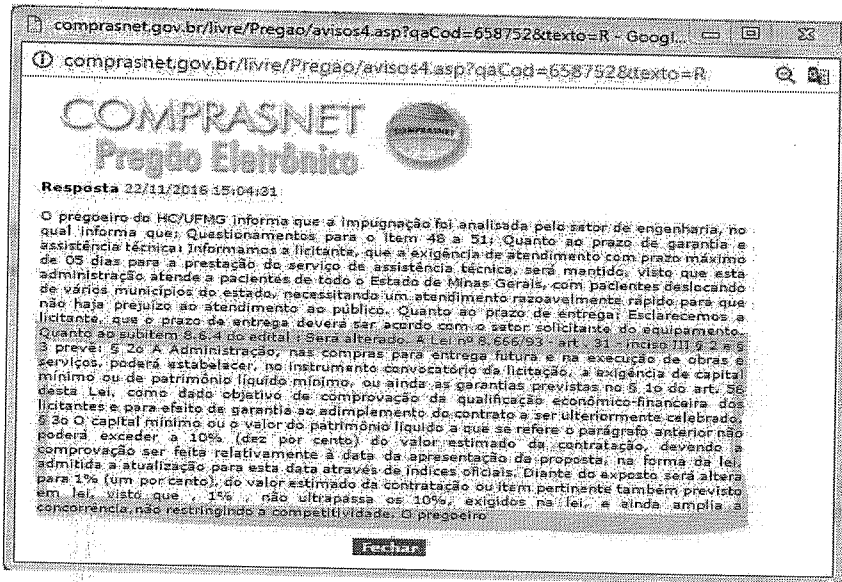 comprasnet.gov.br/livre/Pregao/avisos4.asp?qaCod=658752&texto=R - Googl...
comprasnet.gov.br/livre/Pregao/avisos4.asp?qaCod=658752&texto=R
COMPRASNET
COMPRASNET
Pregão Eletrônico
Resposta 22/11/2016 15:04:31
O pregoeiro do HC/UFMG informa que a impugnação foi analisada pelo setor de engenharia, no
qual informa que: Questionamentos para o item 48 a 51: Quanto ao prazo de garantia e
assistência técnica: Informamos a licitante, que a exigência de atendimento com prazo máximo
de 05 dias para a prestação do serviço de assistência técnica, será mantido, visto que esta
administração atende a pacientes de todo o Estado de Minas Gerais, com pacientes deslocando
de vários municípios do estado, necessitando um atendimento razoavelmente rápido para que
não haja prejuízo ao atendimento ao público. Quanto ao prazo de entrega: Esclarecemos a
licitante, que o prazo de entrega deverá ser acordo com o setor solicitante do equipamento.
Quanto ao subitem 8.6.4 do edital : Sera alterado. A Lei nº 8.666/93 - art . 31 - inciso III § 2 e §
3 prevê: § 2o A Administração, nas compras para entrega futura e na execução de obras e
serviços, poderá estabelecer, no instrumento convocatório da licitação, a exigência de capital
mínimo ou de patrimônio líquido mínimo, ou ainda as garantias previstas no § 1o do art. 56
desta Lei, como dado objetivo de comprovação da qualificação econômico-financeira dos
licitantes e para efeito de garantia ao adimplemento do contrato a ser ulteriormente celebrado.
§ 3o O capital mínimo ou o valor do patrimônio líquido a que se refere o parágrafo anterior não
poderá exceder a 10% (dez por cento) do valor estimado da contratação, devendo a
comprovação ser feita relativamente à data da apresentação da proposta, na forma da lei,
admitida a atualização para esta data através de índices oficiais. Diante do exposto será altera
para 1% (um por cento), do valor estimado da contratação ou item pertinente também previsto
em lei, visto que , 1% , não ultrapassa os 10%, exigidos na lei, e ainda amplia a
concorrência,não restringindo a competitividade. O pregoeiro
Fechar